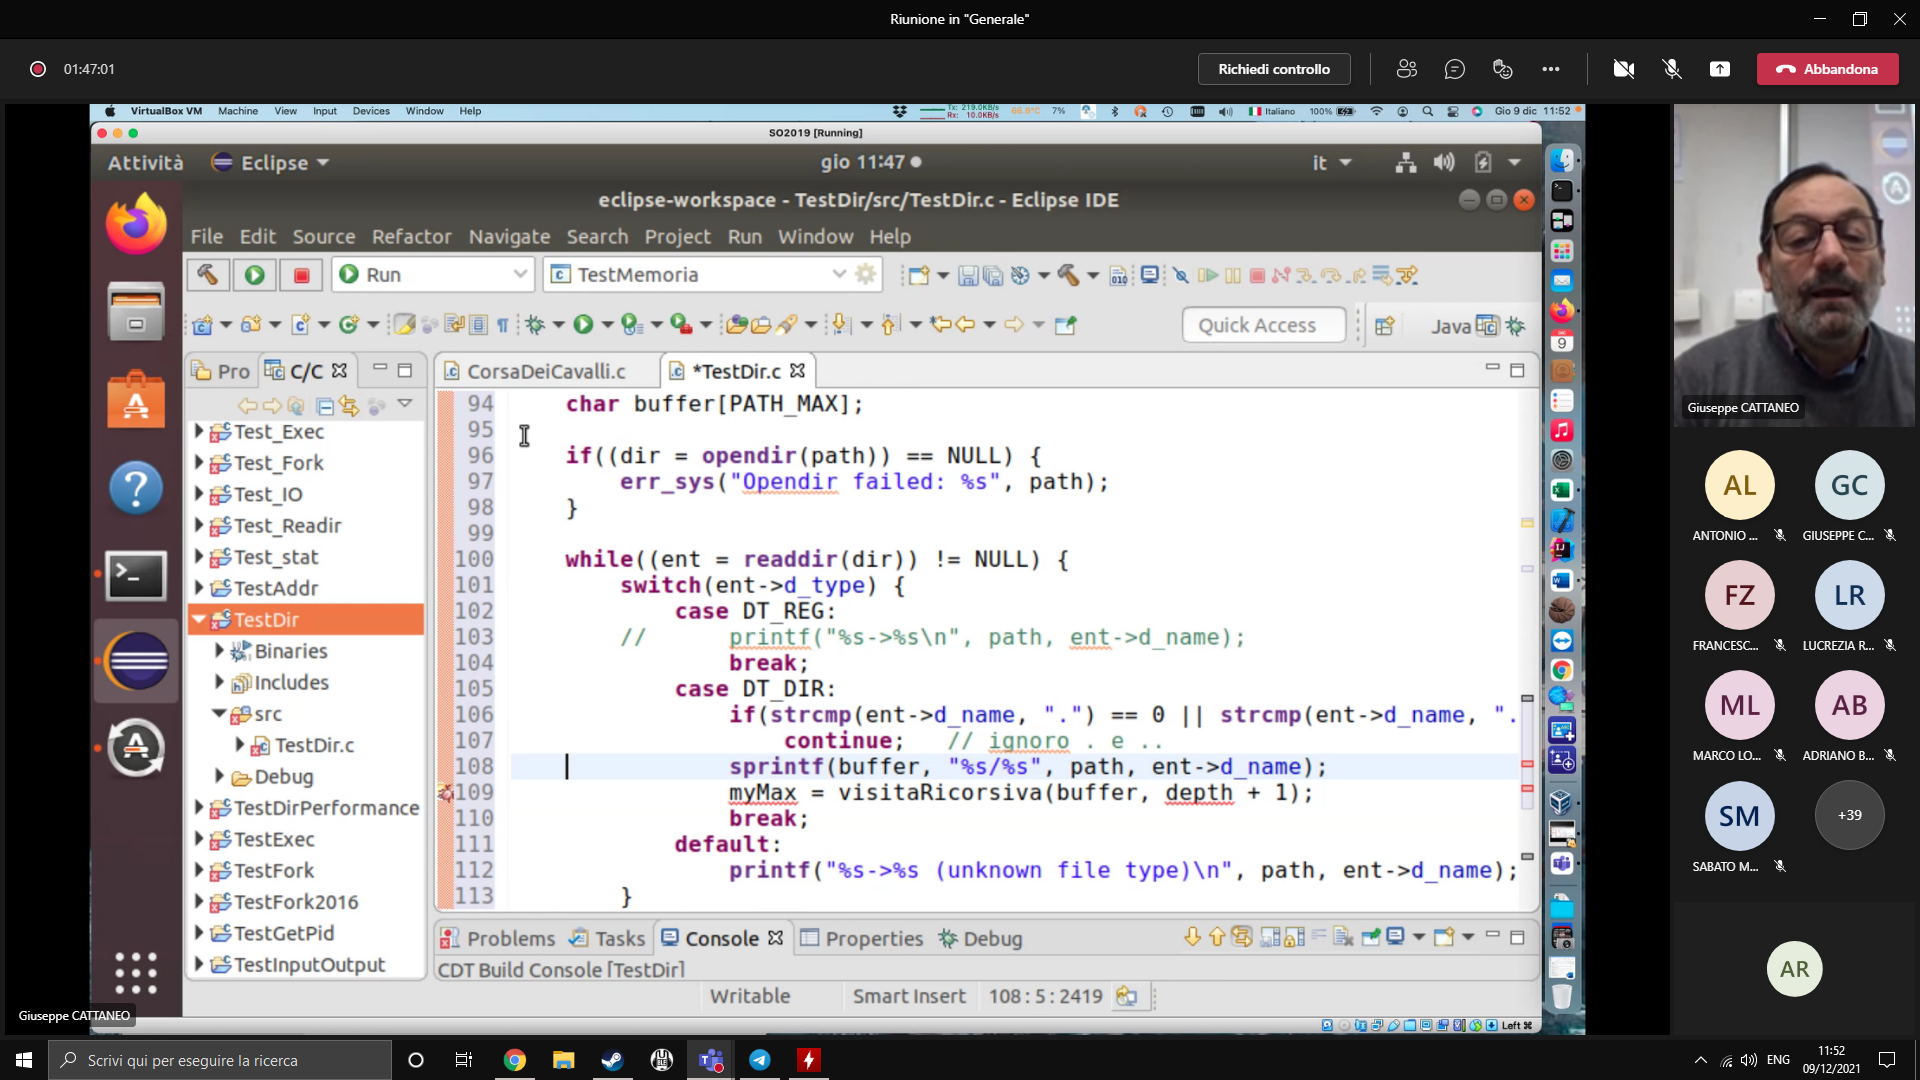 Riunione in "Generale"
01:47:01
Richiedi controllo
Abbandona
VirtualBox VM Machine View Input Devices Window Help
Tx: 219.0KB/s
Rx: 10.0KB/s
7%
Italiano
100%
Gio 9 dic 11:52
SO2019 [Running]
Attività
Eclipse
gio 11:47
it
eclipse-workspace - TestDir/src/TestDir.c - Eclipse IDE
File Edit Source Refactor Navigate Search Project Run Window Help
Run
TestMemoria
Quick Access
Java
Pro
C/C
CorsaDeiCavalli.c
*TestDir.c
Test_Exec
Test_Fork
Test_IO
Test_Readir
Test_stat
TestAddr
TestDir
Binaries
Includes
src
TestDir.c
Debug
TestDirPerformance
TestExec
TestFork
TestFork2016
TestGetPid
TestInputOutput
94 char buffer[PATH_MAX];
95
96 if((dir = opendir(path)) == NULL) {
97 err_sys("Opendir failed: %s", path);
98 }
99
100 while((ent = readdir(dir)) != NULL) {
101 switch(ent->d_type) {
102 case DT_REG:
103 // printf("%s->%s\n", path, ent->d_name);
104 break;
105 case DT_DIR:
106 if(strcmp(ent->d_name, ".") == 0 || strcmp(ent->d_name, ".
107 continue; // ignoro . e ..
108 sprintf(buffer, "%s/%s", path, ent->d_name);
109 myMax = visitaRicorsiva(buffer, depth + 1);
110 break;
111 default:
112 printf("%s->%s (unknown file type)\n", path, ent->d_name);
113 }
Problems Tasks Console Properties Debug
CDT Build Console [TestDir]
Writable Smart Insert 108 : 5 : 2419
Left ⌘
Giuseppe CATTANEO
Giuseppe CATTANEO
AL
GC
ANTONIO ...
GIUSEPPE C...
FZ
LR
FRANCESC...
LUCREZIA R...
ML
AB
MARCO LO...
ADRIANO B...
SM
+39
SABATO M...
AR
Scrivi qui per eseguire la ricerca
ENG
11:52
09/12/2021